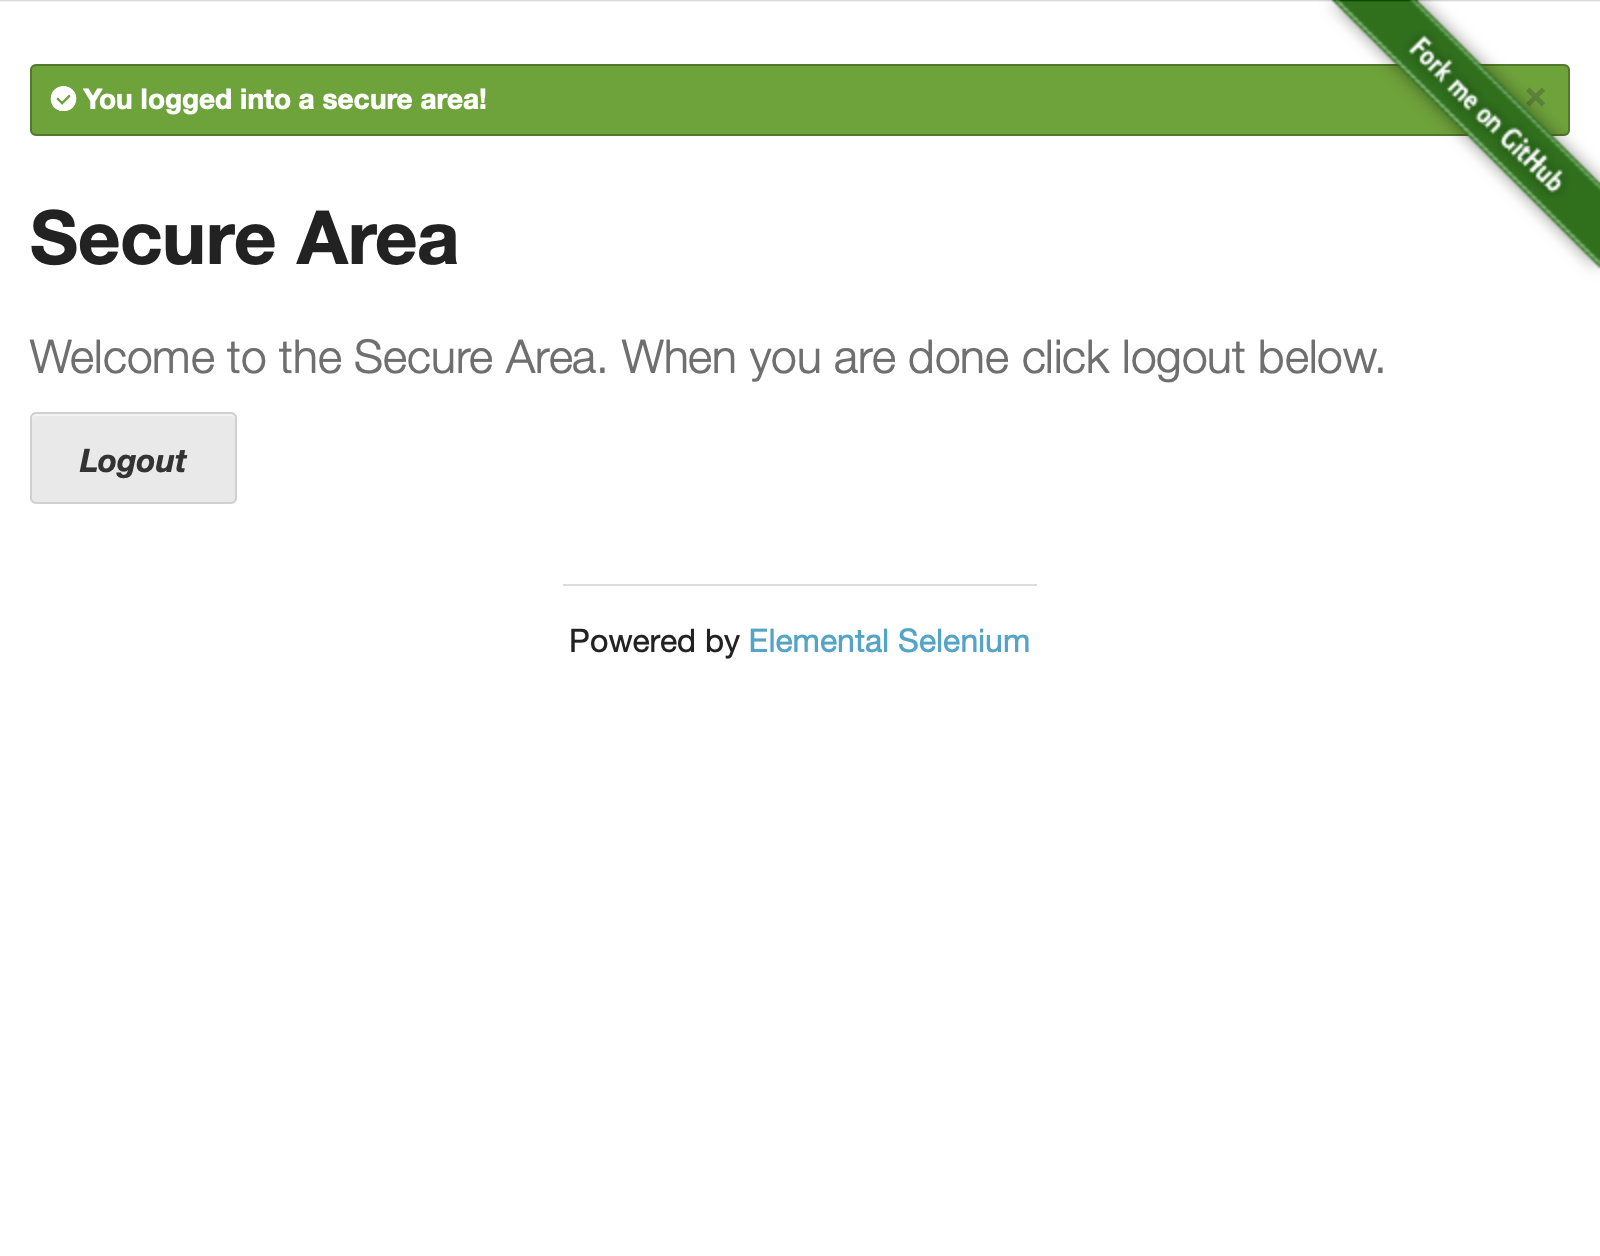 You logged into a secure area!
×
Fork me on GitHub
Secure Area
Welcome to the Secure Area. When you are done click logout below.
Logout
Powered by Elemental Selenium